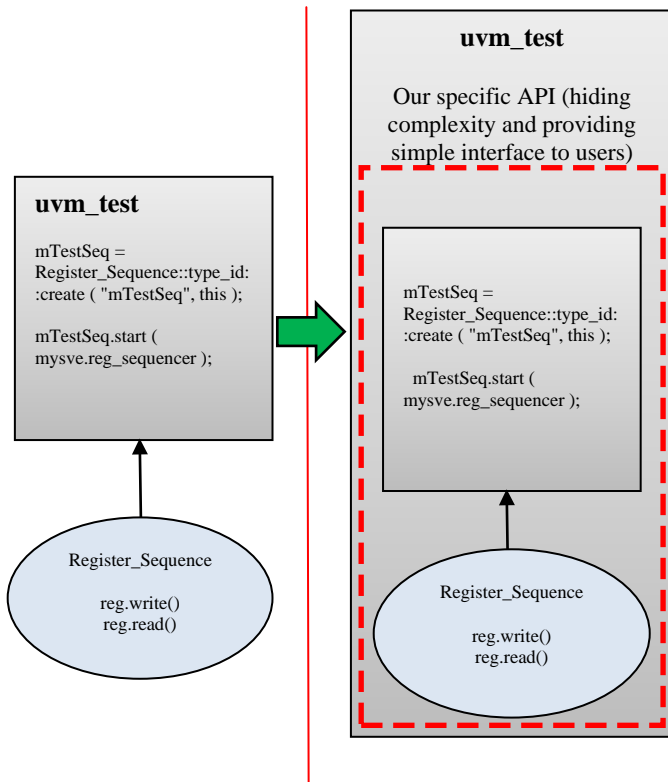 uvm_test
mTestSeq =
Register_Sequence::type_id:
:create ( "mTestSeq", this );
mTestSeq.start (
mysve.reg_sequencer );
Register_Sequence
reg.write()
reg.read()
uvm_test
Our specific API (hiding
complexity and providing
simple interface to users)
mTestSeq =
Register_Sequence::type_id:
:create ( "mTestSeq", this );
mTestSeq.start (
mysve.reg_sequencer );
Register_Sequence
reg.write()
reg.read()